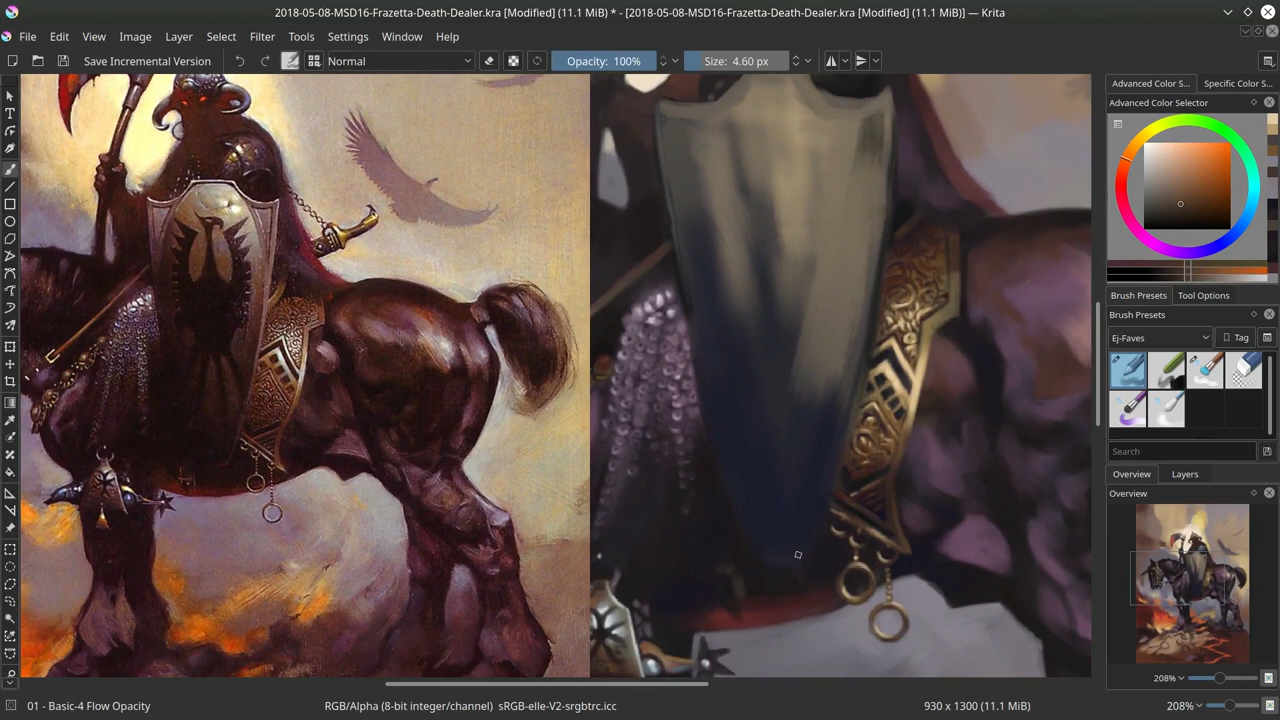 2018-05-08-MSD16-Frazetta-Death-Dealer.kra [Modified] (11.1 MiB) * - [2018-05-08-MSD16-Frazetta-Death-Dealer.kra [Modified] (11.1 MiB)] — Krita
File Edit View Image Layer Select Filter Tools Settings Window Help
Save Incremental Version Normal Opacity: 100% Size: 4.60 px
Advanced Color S... Specific Color S...
Advanced Color Selector
Brush Presets Tool Options
Brush Presets
Ej-Faves Tag
Search
Overview Layers
Overview
208%
01 - Basic-4 Flow Opacity RGB/Alpha (8-bit integer/channel) sRGB-elle-V2-srgbtrc.icc 930 x 1300 (11.1 MiB) 208%